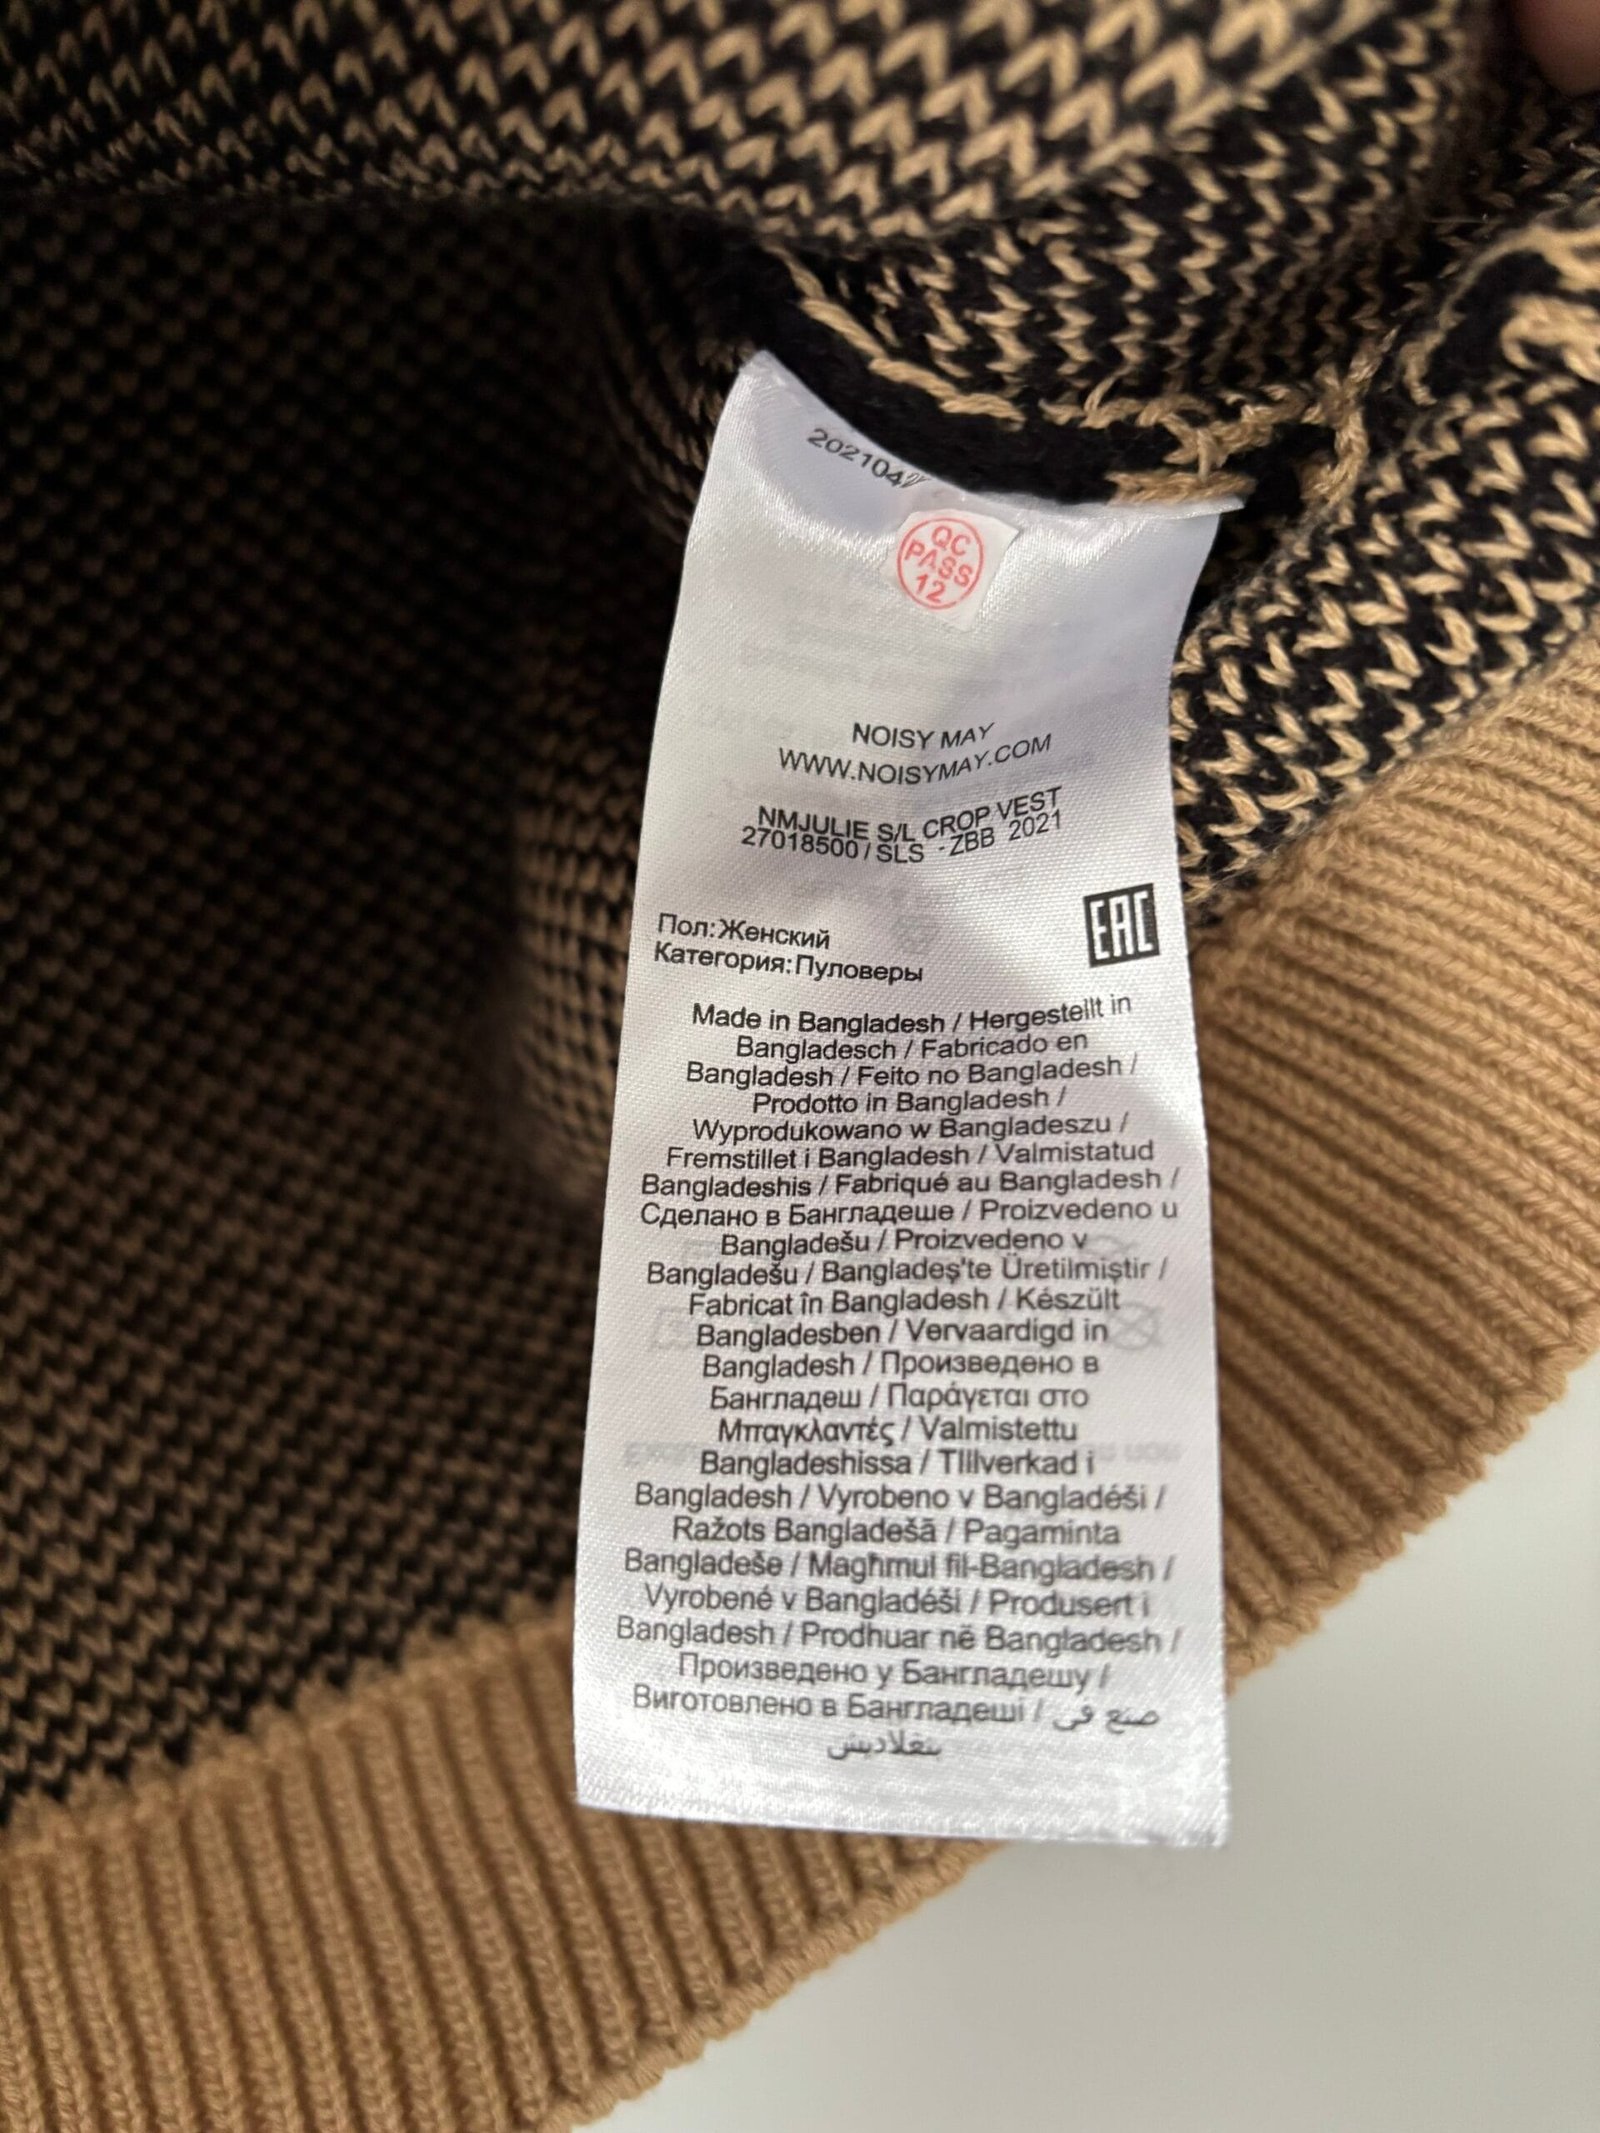 QC
PASS
12
NOISY MAY
WWW.NOISYMAY.COM
NMJULIE S/L CROP VEST
27018500 / SLS - ZBB 2021
EAC
Пол:Женский
Категория:Пуловеры
Made in Bangladesh / Hergestellt in
Bangladesch / Fabricado en
Bangladesh / Feito no Bangladesh /
Prodotto in Bangladesh /
Wyprodukowano w Bangladeszu /
Fremstillet i Bangladesh / Valmistatud
Bangladeshis / Fabriqué au Bangladesh /
Сделано в Бангладеше / Proizvedeno u
Bangladešu / Proizvedeno v
Bangladešu / Bangladeş'te Üretilmiştir /
Fabricat în Bangladesh / Készült
Bangladesben / Vervaardigd in
Bangladesh / Произведено в
Бангладеш / Παράγεται στο
Μπαγκλαντές / Valmistettu
Bangladeshissa / TIllverkad i
Bangladesh / Vyrobeno v Bangladéši /
Ražots Bangladešā / Pagaminta
Bangladeše / Magħmul fil-Bangladesh /
Vyrobené v Bangladéši / Produsert i
Bangladesh / Prodhuar në Bangladesh /
Произведено у Бангладешу /
Виготовлено в Бангладеші / صنع في
بنغلاديش